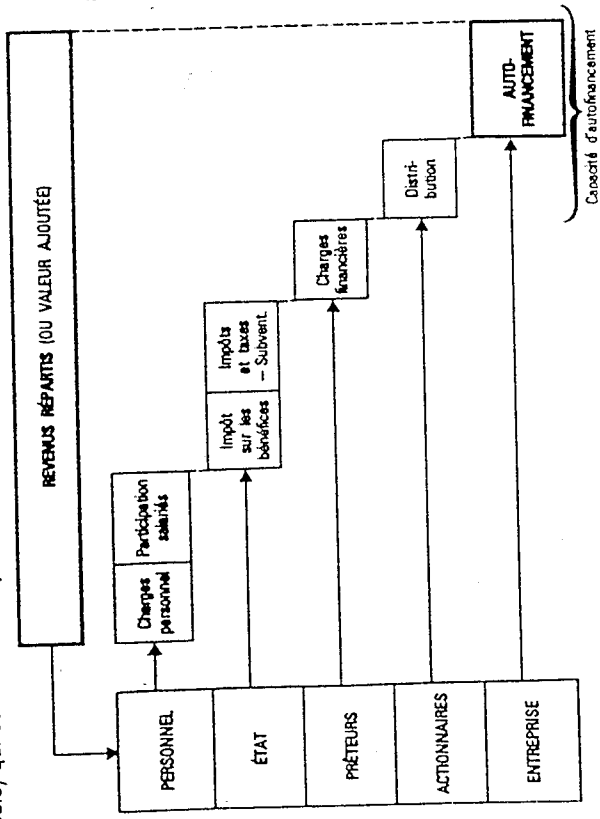 REVENUS RÉPARTIS (OU VALEUR AJOUTÉE)
PERSONNEL
Charges
personnel
Participation
salariés
ÉTAT
Impôt
sur les
bénéfices
Impôts
et taxes
— Subvent.
PRÊTEURS
Charges
financières
ACTIONNAIRES
Distri-
bution
ENTREPRISE
AUTO-
FINANCEMENT
Capacité d'autofinancement